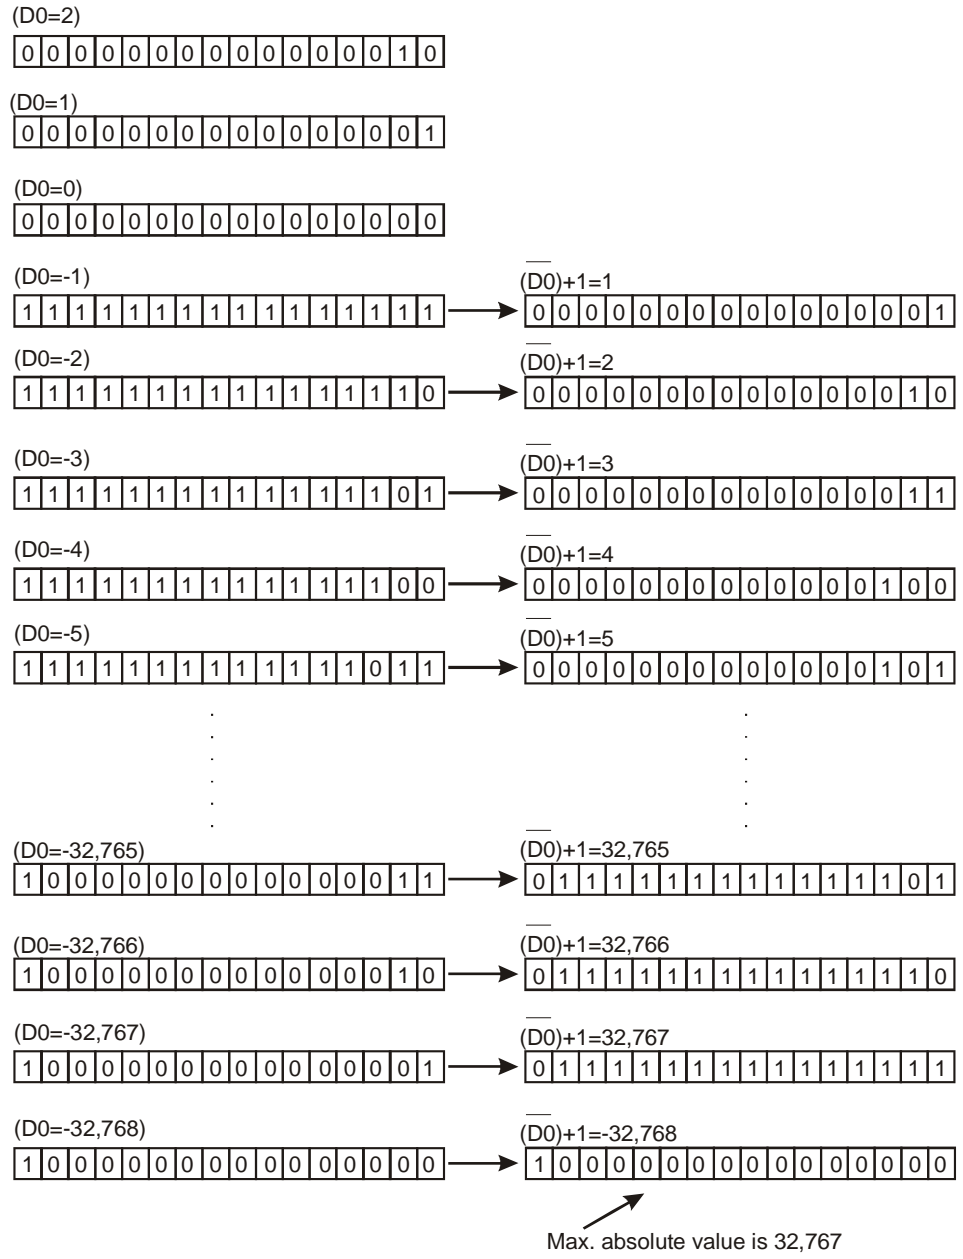 (D0=2)
0 0 0 0 0 0 0 0 0 0 0 0 0 0 1 0
(D0=1)
0 0 0 0 0 0 0 0 0 0 0 0 0 0 0 1
(D0=0)
0 0 0 0 0 0 0 0 0 0 0 0 0 0 0 0
(D0=-1) (D0)+1=1
1 1 1 1 1 1 1 1 1 1 1 1 1 1 1 1 0 0 0 0 0 0 0 0 0 0 0 0 0 0 0 1
(D0=-2) (D0)+1=2
1 1 1 1 1 1 1 1 1 1 1 1 1 1 1 0 0 0 0 0 0 0 0 0 0 0 0 0 0 0 1 0
(D0=-3) (D0)+1=3
1 1 1 1 1 1 1 1 1 1 1 1 1 1 0 1 0 0 0 0 0 0 0 0 0 0 0 0 0 0 1 1
(D0=-4) (D0)+1=4
1 1 1 1 1 1 1 1 1 1 1 1 1 1 0 0 0 0 0 0 0 0 0 0 0 0 0 0 0 1 0 0
(D0=-5) (D0)+1=5
1 1 1 1 1 1 1 1 1 1 1 1 1 0 1 1 0 0 0 0 0 0 0 0 0 0 0 0 0 1 0 1
(D0=-32,765) (D0)+1=32,765
1 0 0 0 0 0 0 0 0 0 0 0 0 0 1 1 0 1 1 1 1 1 1 1 1 1 1 1 1 1 0 1
(D0=-32,766) (D0)+1=32,766
1 0 0 0 0 0 0 0 0 0 0 0 0 0 1 0 0 1 1 1 1 1 1 1 1 1 1 1 1 1 1 0
(D0=-32,767) (D0)+1=32,767
1 0 0 0 0 0 0 0 0 0 0 0 0 0 0 1 0 1 1 1 1 1 1 1 1 1 1 1 1 1 1 1
(D0=-32,768) (D0)+1=-32,768
1 0 0 0 0 0 0 0 0 0 0 0 0 0 0 0 1 0 0 0 0 0 0 0 0 0 0 0 0 0 0 0
Max. absolute value is 32,767